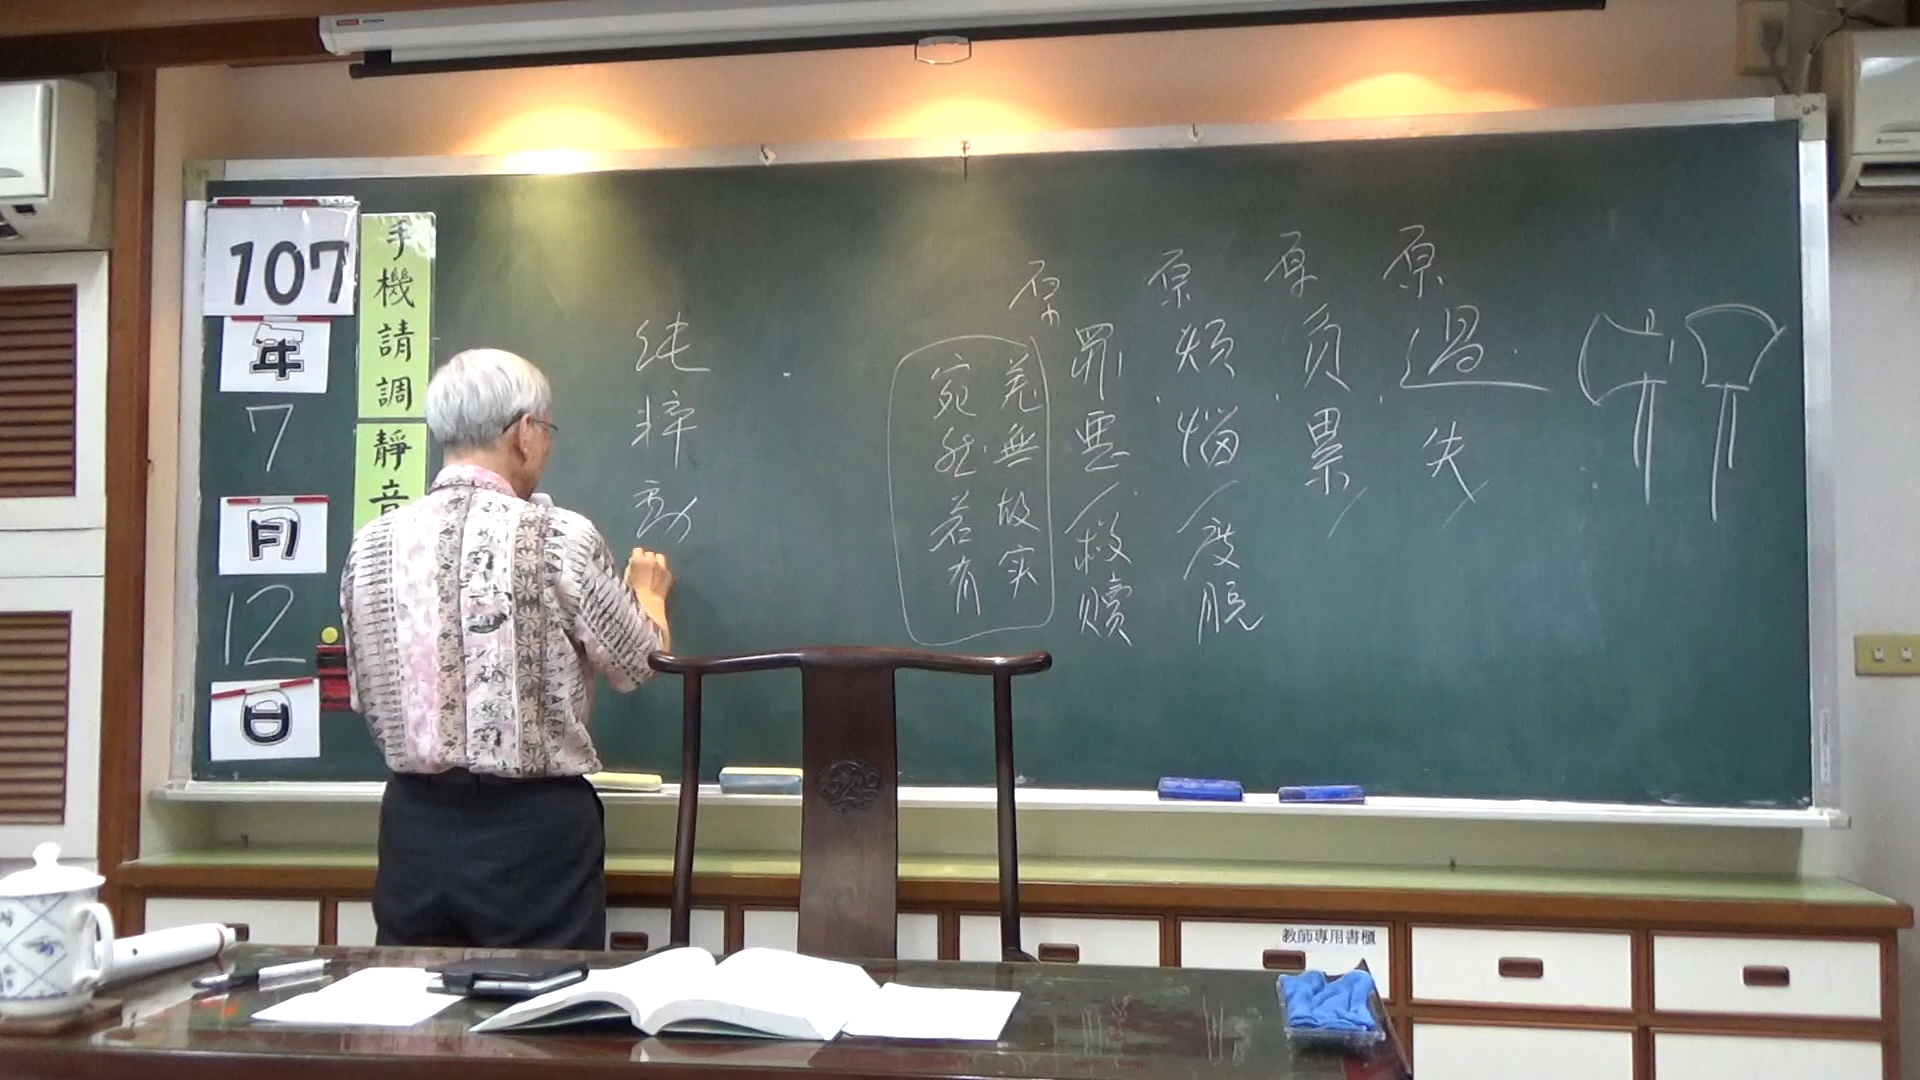 107
年
7
月
12
日
手機請調
靜音
原過失
原負累
原煩惱/度脫
原罪惡/救贖
羌無故实
宛然若有
純粹動
教師專用書櫃